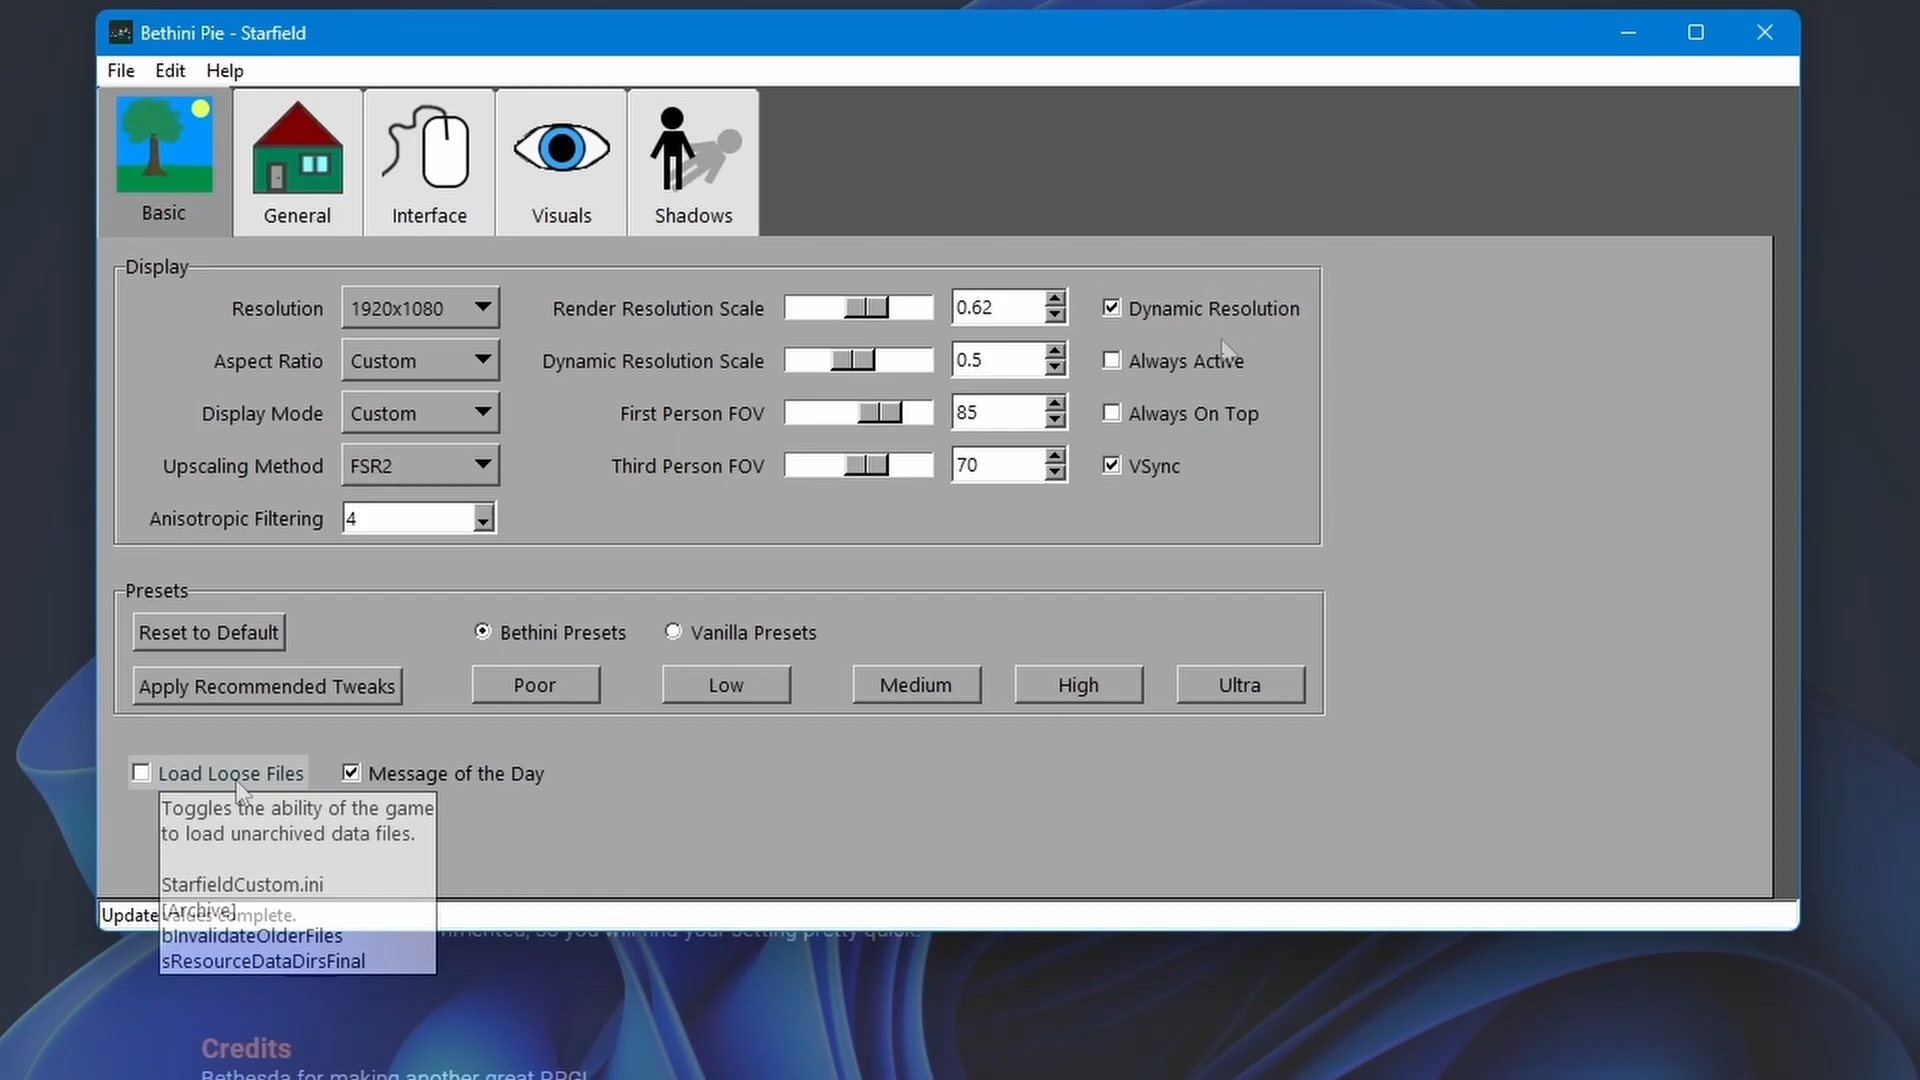 Bethini Pie - Starfield
File Edit Help
Basic General Interface Visuals Shadows
Display
Resolution 1920x1080 Render Resolution Scale 0.62 Dynamic Resolution
Aspect Ratio Custom Dynamic Resolution Scale 0.5 Always Active
Display Mode Custom First Person FOV 85 Always On Top
Upscaling Method FSR2 Third Person FOV 70 VSync
Anisotropic Filtering 4
Presets
Reset to Default Bethini Presets Vanilla Presets
Apply Recommended Tweaks Poor Low Medium High Ultra
Load Loose Files Message of the Day
Toggles the ability of the game
to load unarchived data files.
StarfieldCustom.ini
[Archive]
Update values complete.
bInvalidateOlderFiles
so you will find your setting pretty quick.
sResourceDataDirsFinal
Credits
Bethesda for making another great RPG!